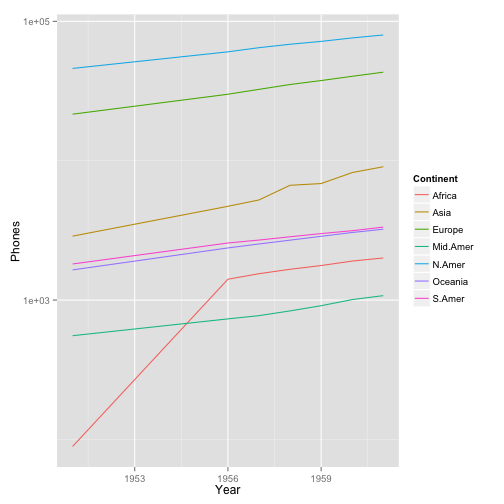 1e+05
1e+03
Phones
1953 1956 1959
Year
Continent
Africa
Asia
Europe
Mid.Amer
N.Amer
Oceania
S.Amer